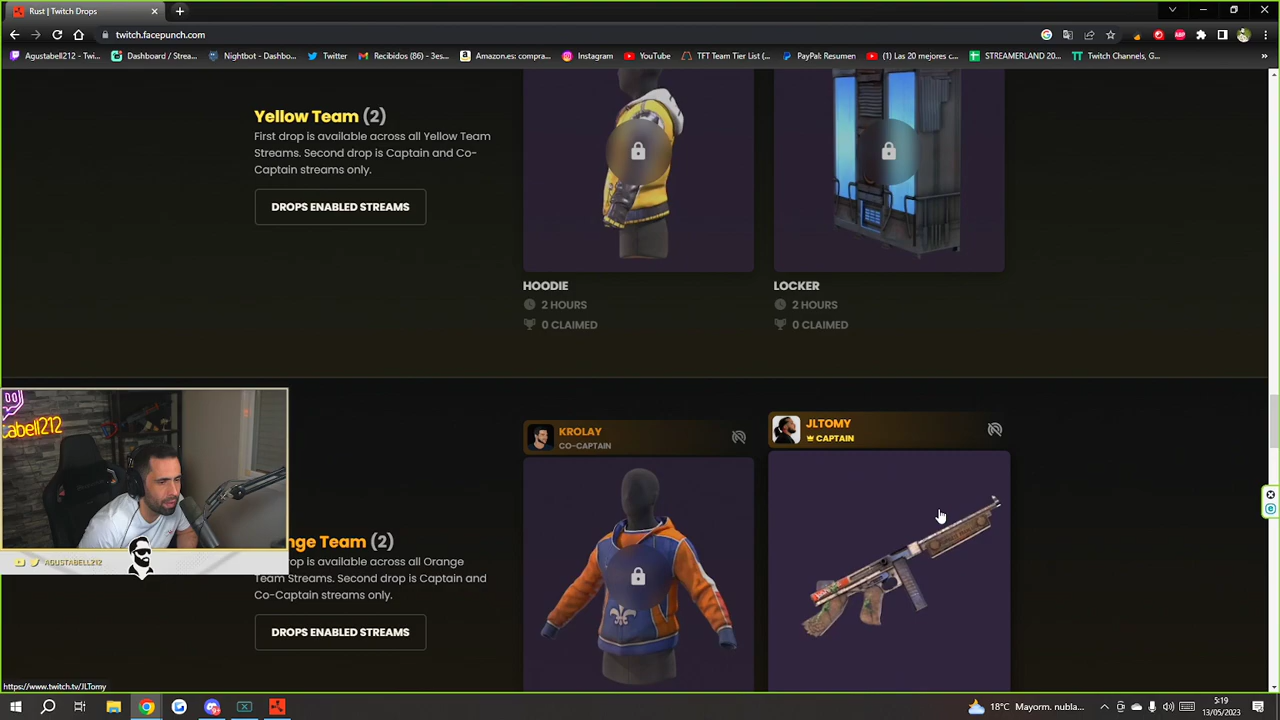 Rust | Twitch Drops
twitch.facepunch.com
Agustabell212 - Twi...
Dashboard / Strea...
Nightbot - Dashbo...
Twitter
Recibidos (86) - 3es...
Amazon.es: compra...
Instagram
YouTube
TFT Team Tier List (...
PayPal: Resumen
(1) Las 20 mejores c...
STREAMERLAND 20...
Twitch Channels, G...
Yellow Team (2)
First drop is available across all Yellow Team
Streams. Second drop is Captain and Co-
Captain streams only.
DROPS ENABLED STREAMS
HOODIE
2 HOURS
0 CLAIMED
LOCKER
2 HOURS
0 CLAIMED
KROLAY
CO-CAPTAIN
JLTOMY
CAPTAIN
nge Team (2)
rop is available across all Orange
Team Streams. Second drop is Captain and
Co-Captain streams only.
DROPS ENABLED STREAMS
tabell212
AGUSTABELL212
https://www.twitch.tv/JLTomy
18°C Mayorm. nubla...
5:19
13/05/2023